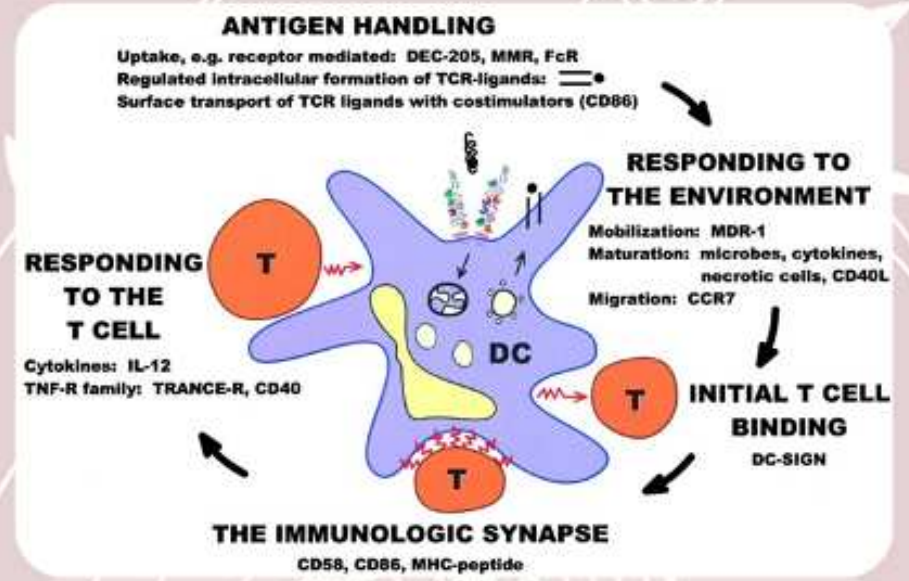 ANTIGEN HANDLING
Uptake, e.g. receptor mediated: DEC-205, MMR, FcR
Regulated intracellular formation of TCR-ligands:
Surface transport of TCR ligands with costimulators (CD86)
RESPONDING TO
THE ENVIRONMENT
Mobilization: MDR-1
Maturation: microbes, cytokines,
necrotic cells, CD40L
Migration: CCR7
T
RESPONDING
TO THE
T CELL
Cytokines: IL-12
TNF-R family: TRANCE-R, CD40
DC
T
INITIAL T CELL
BINDING
DC-SIGN
T
THE IMMUNOLOGIC SYNAPSE
CD58, CD86, MHC-peptide